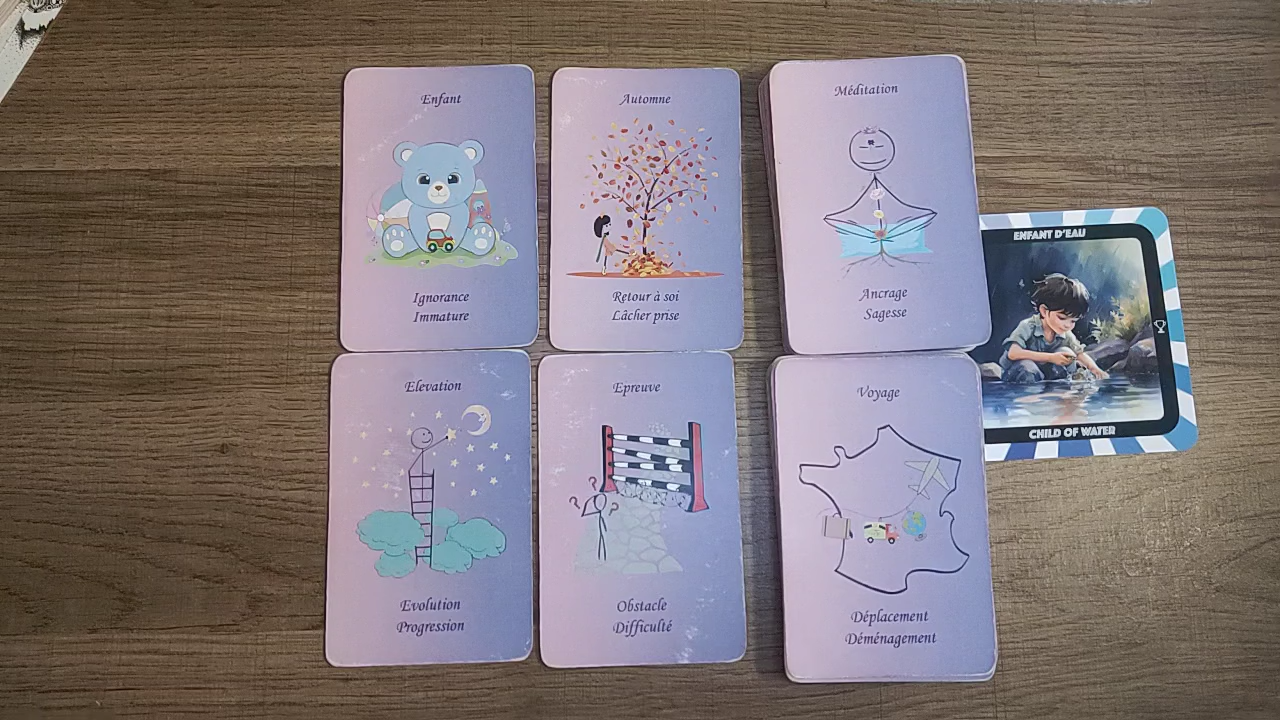 Enfant
Ignorance
Immature
Automne
Retour à soi
Lâcher prise
Méditation
Ancrage
Sagesse
ENFANT D'EAU
CHILD OF WATER
Elevation
Evolution
Progression
Epreuve
Obstacle
Difficulté
Voyage
Déplacement
Déménagement